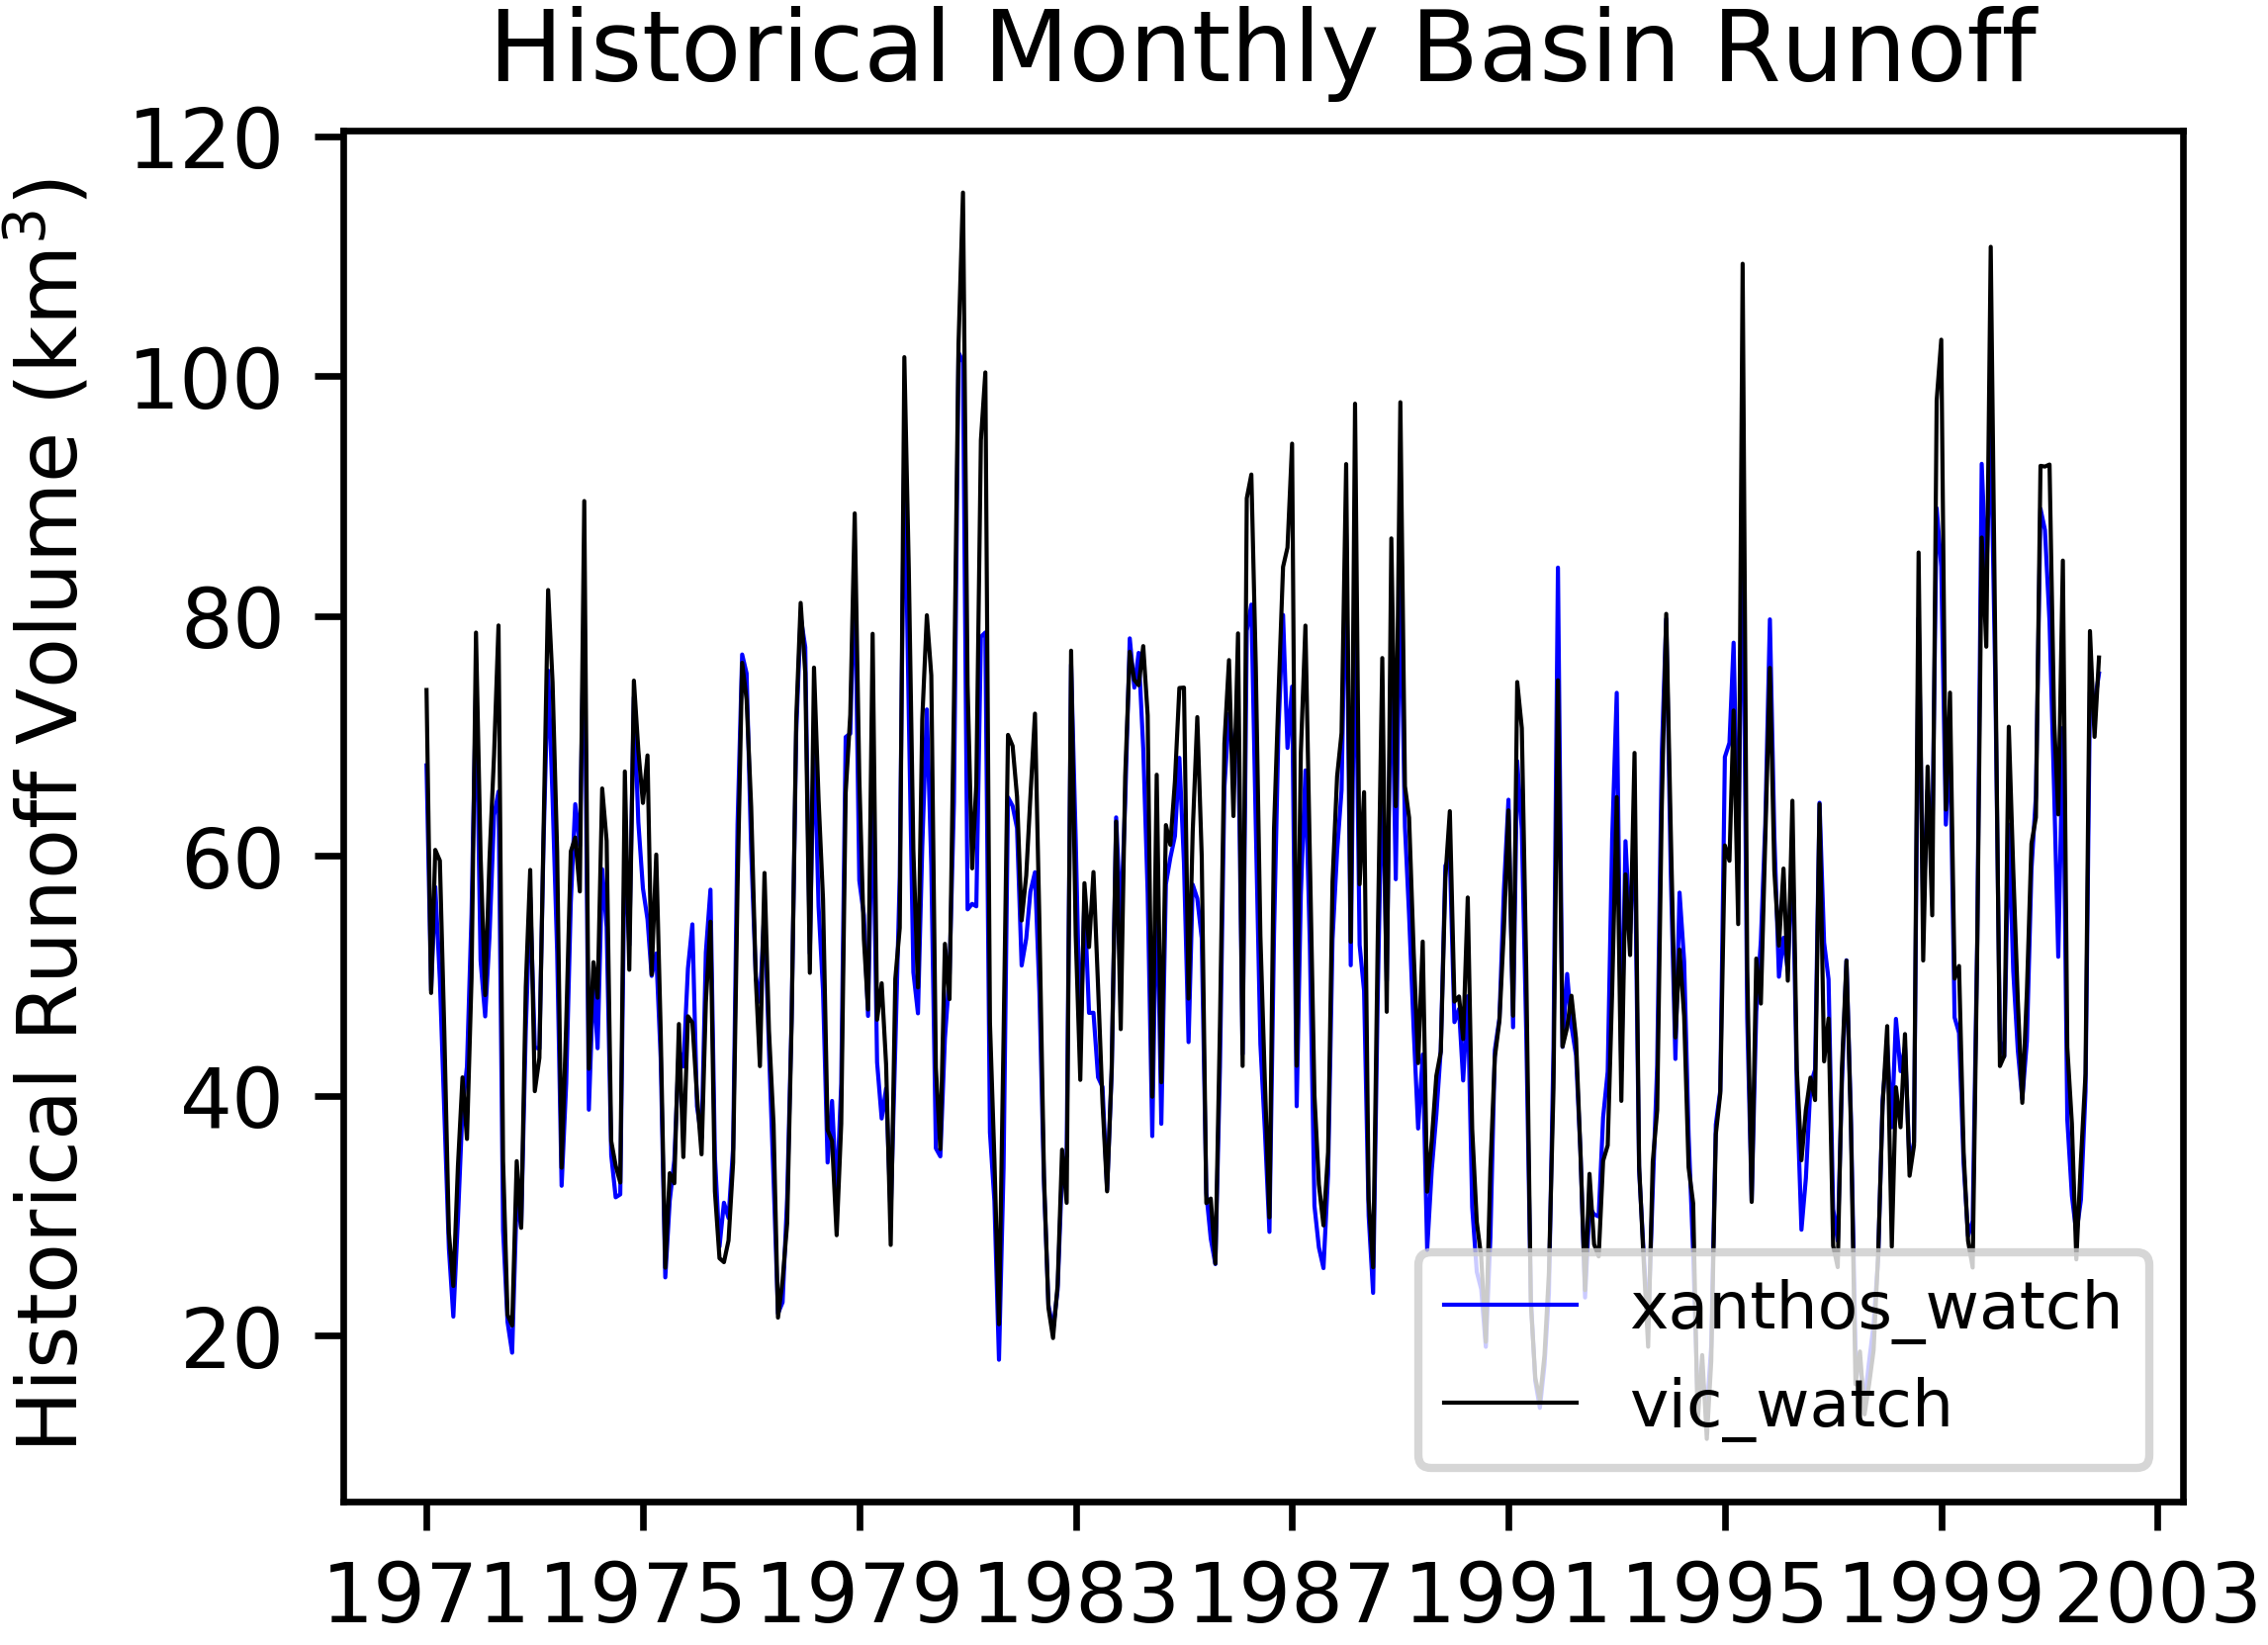 Historical Monthly Basin Runoff
Historical Runoff Volume (km³)
120
100
80
60
40
20
xanthos_watch
vic_watch
1971 1975 1979 1983 1987 1991 1995 1999 2003